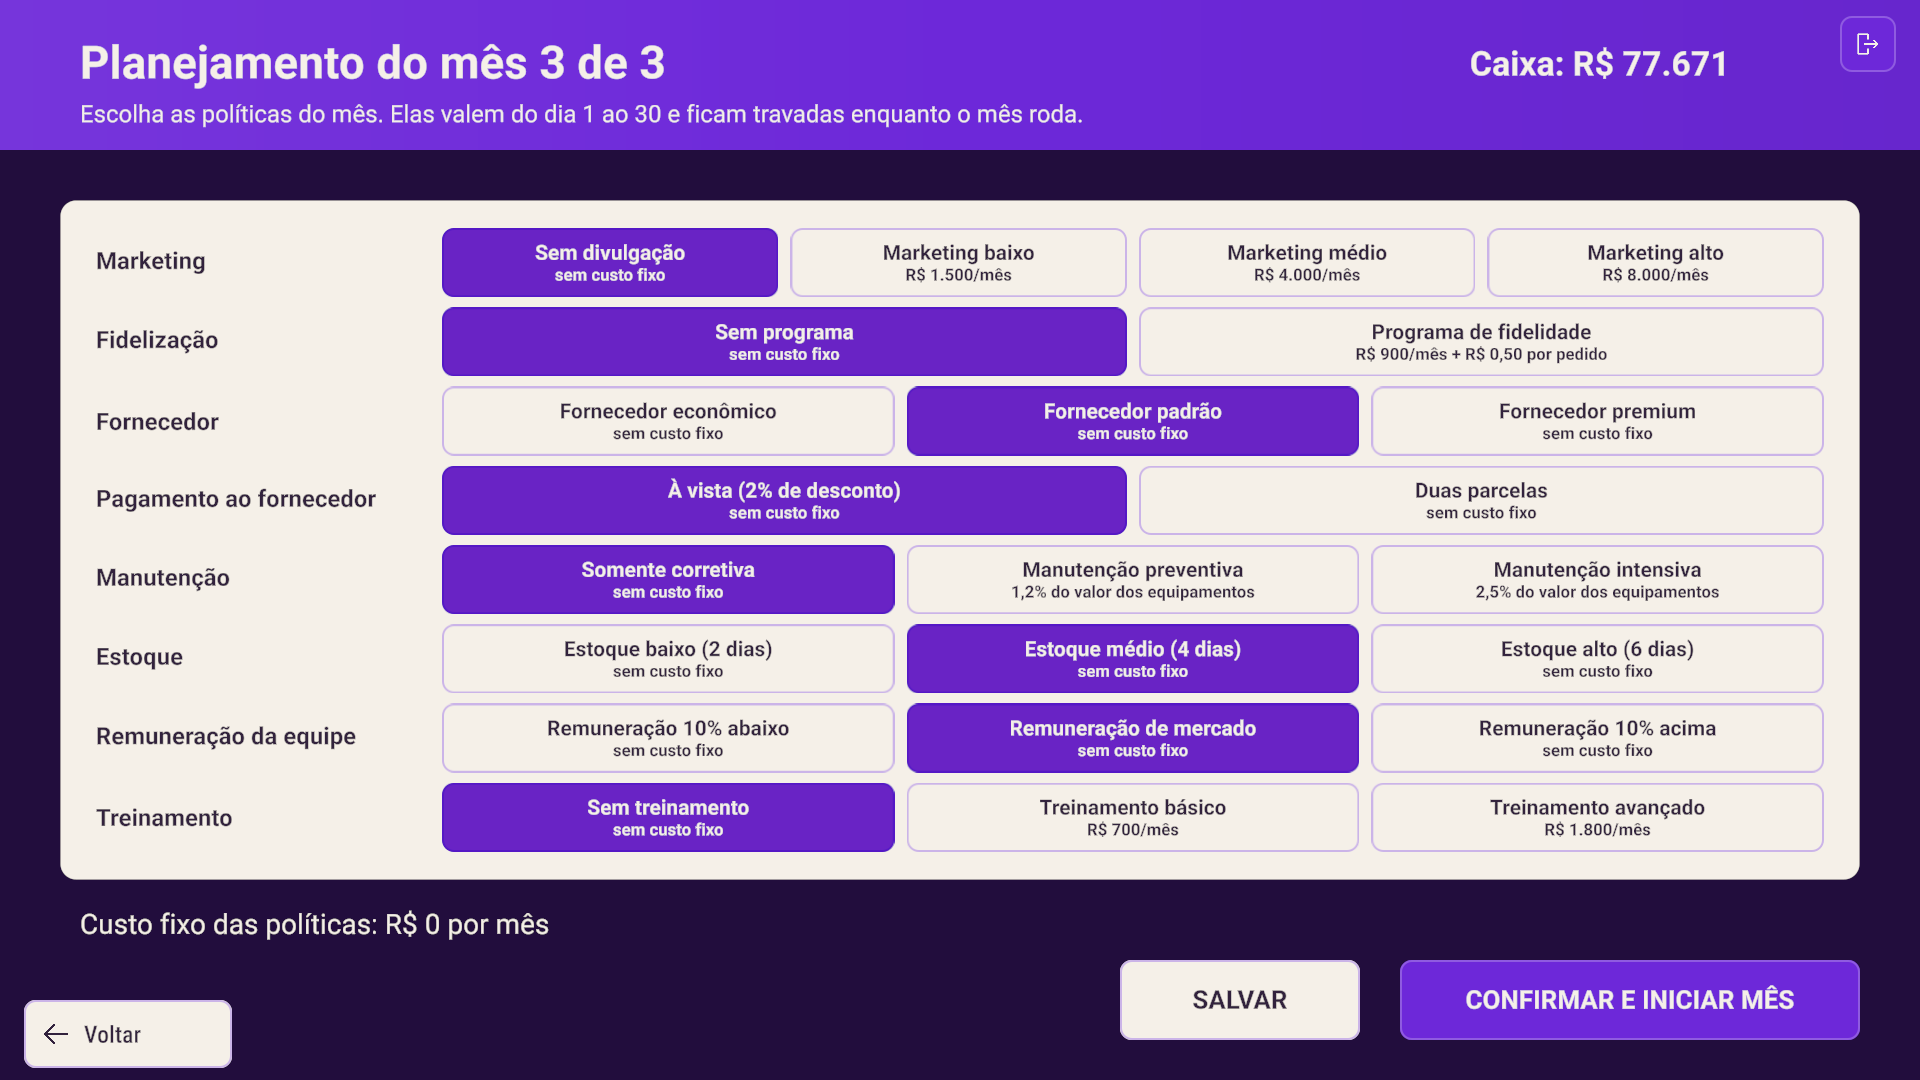 Planejamento do mês 3 de 3
Caixa: R$ 77.671
Escolha as políticas do mês. Elas valem do dia 1 ao 30 e ficam travadas enquanto o mês roda.
Marketing
Sem divulgação
sem custo fixo
Marketing baixo
R$ 1.500/mês
Marketing médio
R$ 4.000/mês
Marketing alto
R$ 8.000/mês
Fidelização
Sem programa
sem custo fixo
Programa de fidelidade
R$ 900/mês + R$ 0,50 por pedido
Fornecedor
Fornecedor econômico
sem custo fixo
Fornecedor padrão
sem custo fixo
Fornecedor premium
sem custo fixo
Pagamento ao fornecedor
À vista (2% de desconto)
sem custo fixo
Duas parcelas
sem custo fixo
Manutenção
Somente corretiva
sem custo fixo
Manutenção preventiva
1,2% do valor dos equipamentos
Manutenção intensiva
2,5% do valor dos equipamentos
Estoque
Estoque baixo (2 dias)
sem custo fixo
Estoque médio (4 dias)
sem custo fixo
Estoque alto (6 dias)
sem custo fixo
Remuneração da equipe
Remuneração 10% abaixo
sem custo fixo
Remuneração de mercado
sem custo fixo
Remuneração 10% acima
sem custo fixo
Treinamento
Sem treinamento
sem custo fixo
Treinamento básico
R$ 700/mês
Treinamento avançado
R$ 1.800/mês
Custo fixo das políticas: R$ 0 por mês
SALVAR
CONFIRMAR E INICIAR MÊS
Voltar